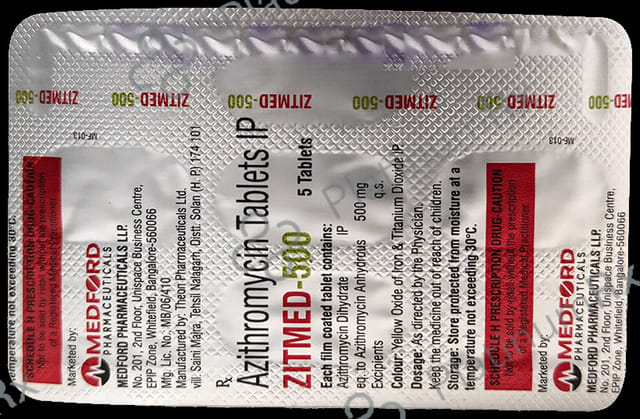 ZITMED-500 ZITMED-500 ZITMED-500 ZITMED-500 ZITMED-500
MF-013
MF-013
temperature not exceeding 30°C.
SCHEDULE H PRESCRIPTION DRUG-CAUTION
Not to be sold by retail without the prescription
of a Registered Medical Practitioner.
Marketed by:
MEDFORD
PHARMACEUTICALS
MEDFORD PHARMACEUTICALS LLP.
No. 201, 2nd Floor, Unispace Business Centre,
EPIP Zone, Whitefield, Bangalore-560066
Mfg. Lic. No.: MB/06/410
Manufactured by: Theon Pharmaceuticals Ltd.
vill. Saini Majra, Tehsil Nalagarh, Distt. Solan (H. P.) 174 101
Rx
Azithromycin Tablets IP
ZITMED-500 5 Tablets
Each film coated tablet contains:
Azithromycin Dihydrate IP
eq. to Azithromycin Anhydrous 500 mg
Excipients q.s.
Colour: Yellow Oxide of Iron & Titanium Dioxide IP
Dosage: As directed by the Physician.
Keep the medicine out of reach of children.
Storage: Store protected from moisture at a
temperature not exceeding 30°C.
SCHEDULE H PRESCRIPTION DRUG-CAUTION
Not to be sold by retail without the prescription
of a Registered Medical Practitioner.
Marketed by:
MEDFORD
PHARMACEUTICALS
MEDFORD PHARMACEUTICALS LLP.
No. 201, 2nd Floor, Unispace Business Centre,
EPIP Zone, Whitefield, Bangalore-560066